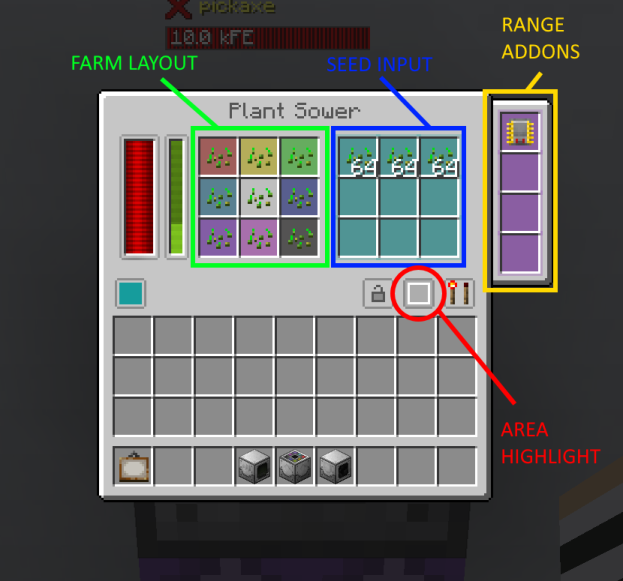 pickaxe
10.0 kFE
RANGE
ADDONS
FARM LAYOUT
SEED INPUT
Plant Sower
64
64
64
AREA
HIGHLIGHT